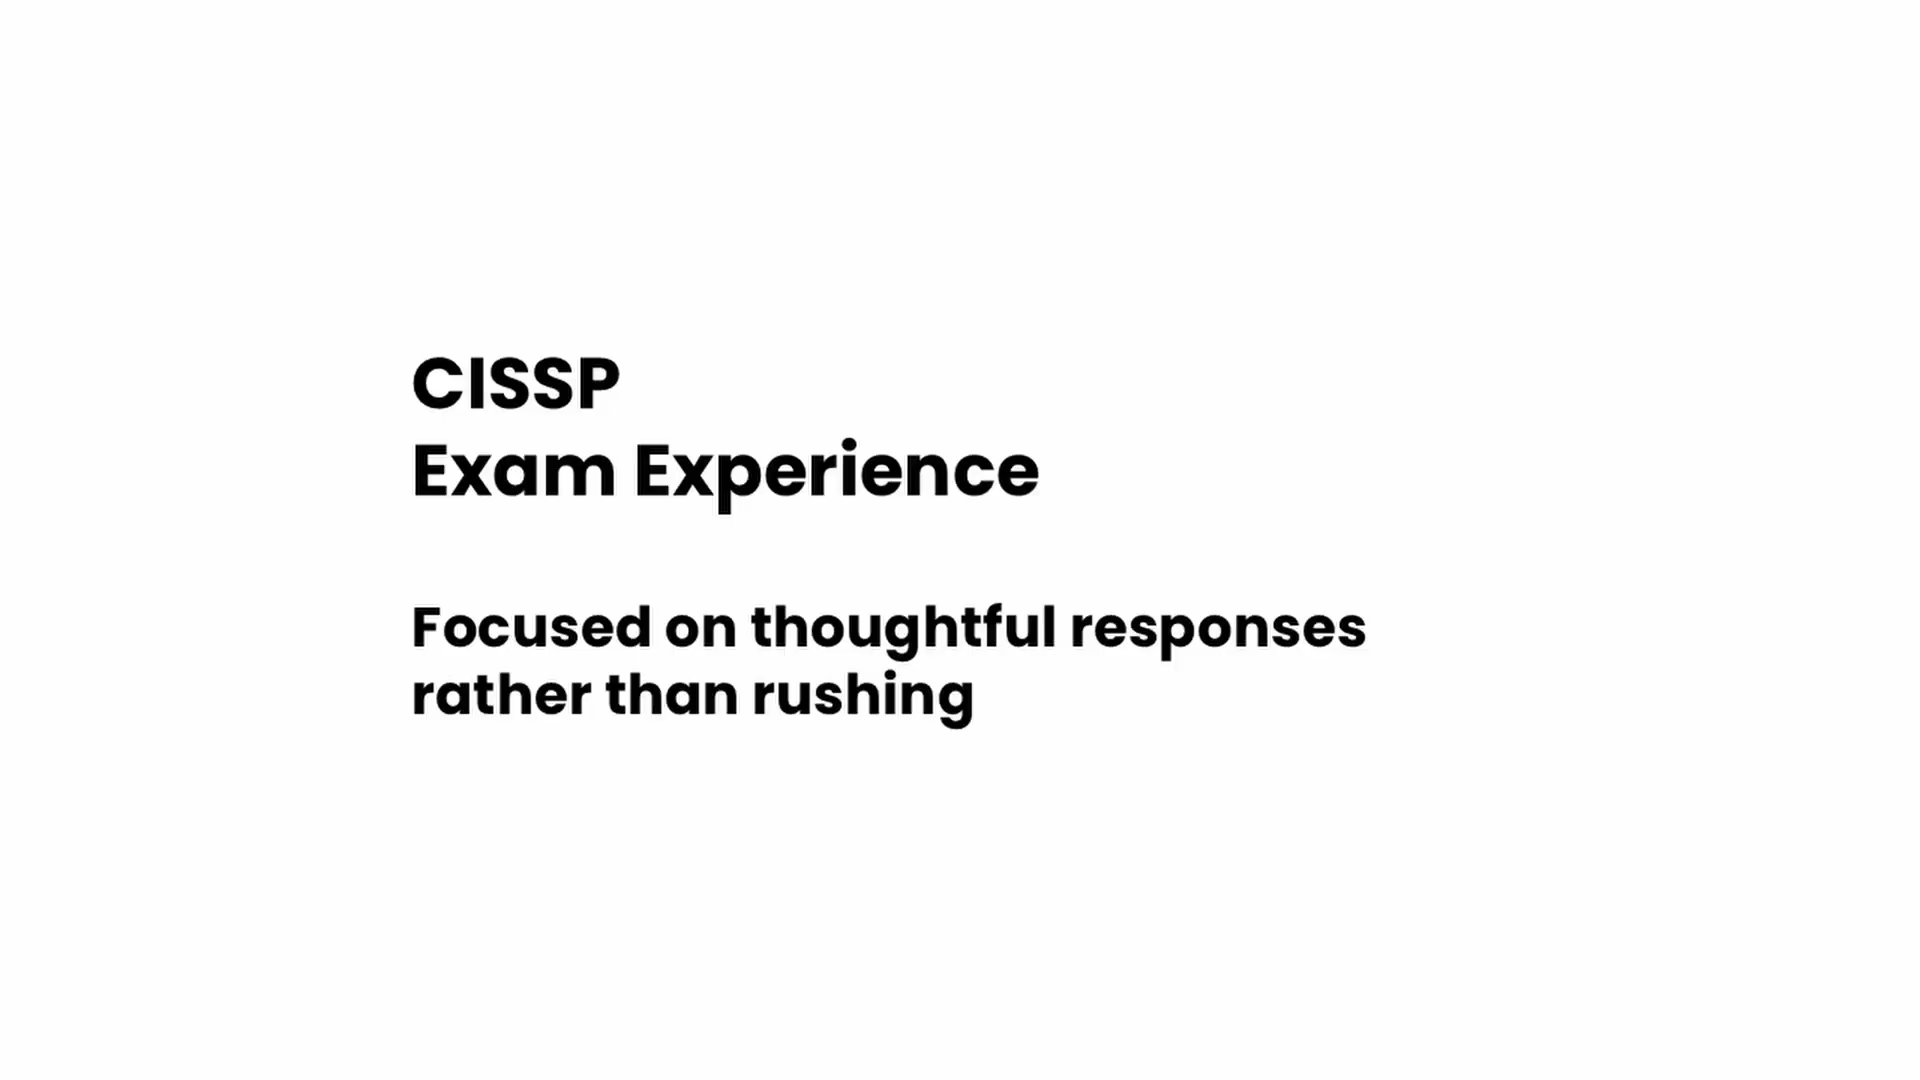 CISSP
Exam Experience
Focused on thoughtful responses
rather than rushing